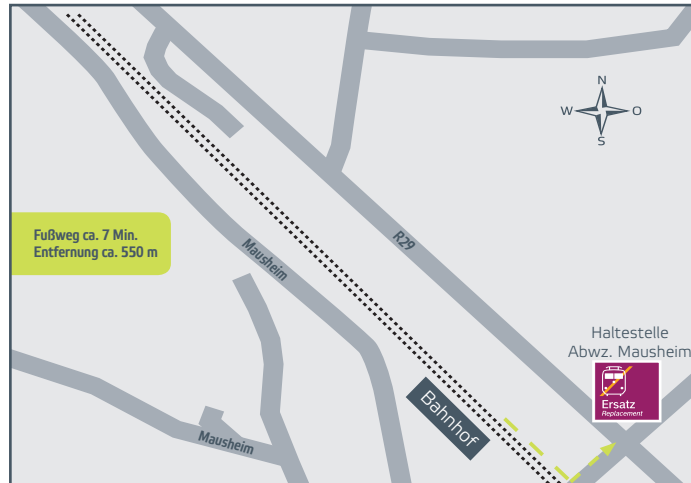 N
W O
S
Fußweg ca. 7 Min.
Entfernung ca. 550 m
Mausheim
R29
Haltestelle
Abwz. Mausheim
Ersatz
Replacement
Bahnhof
Mausheim